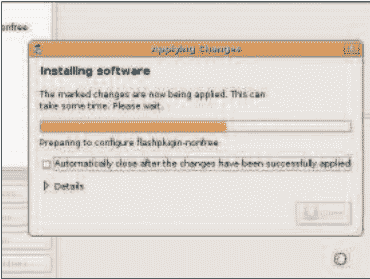 nonfree
Applying Changes
Installing software
The marked changes are now being applied. This can
take some time. Please wait.
Preparing to configure flashplugin-nonfree
Automatically close after the changes have been successfully applied
Details
Close